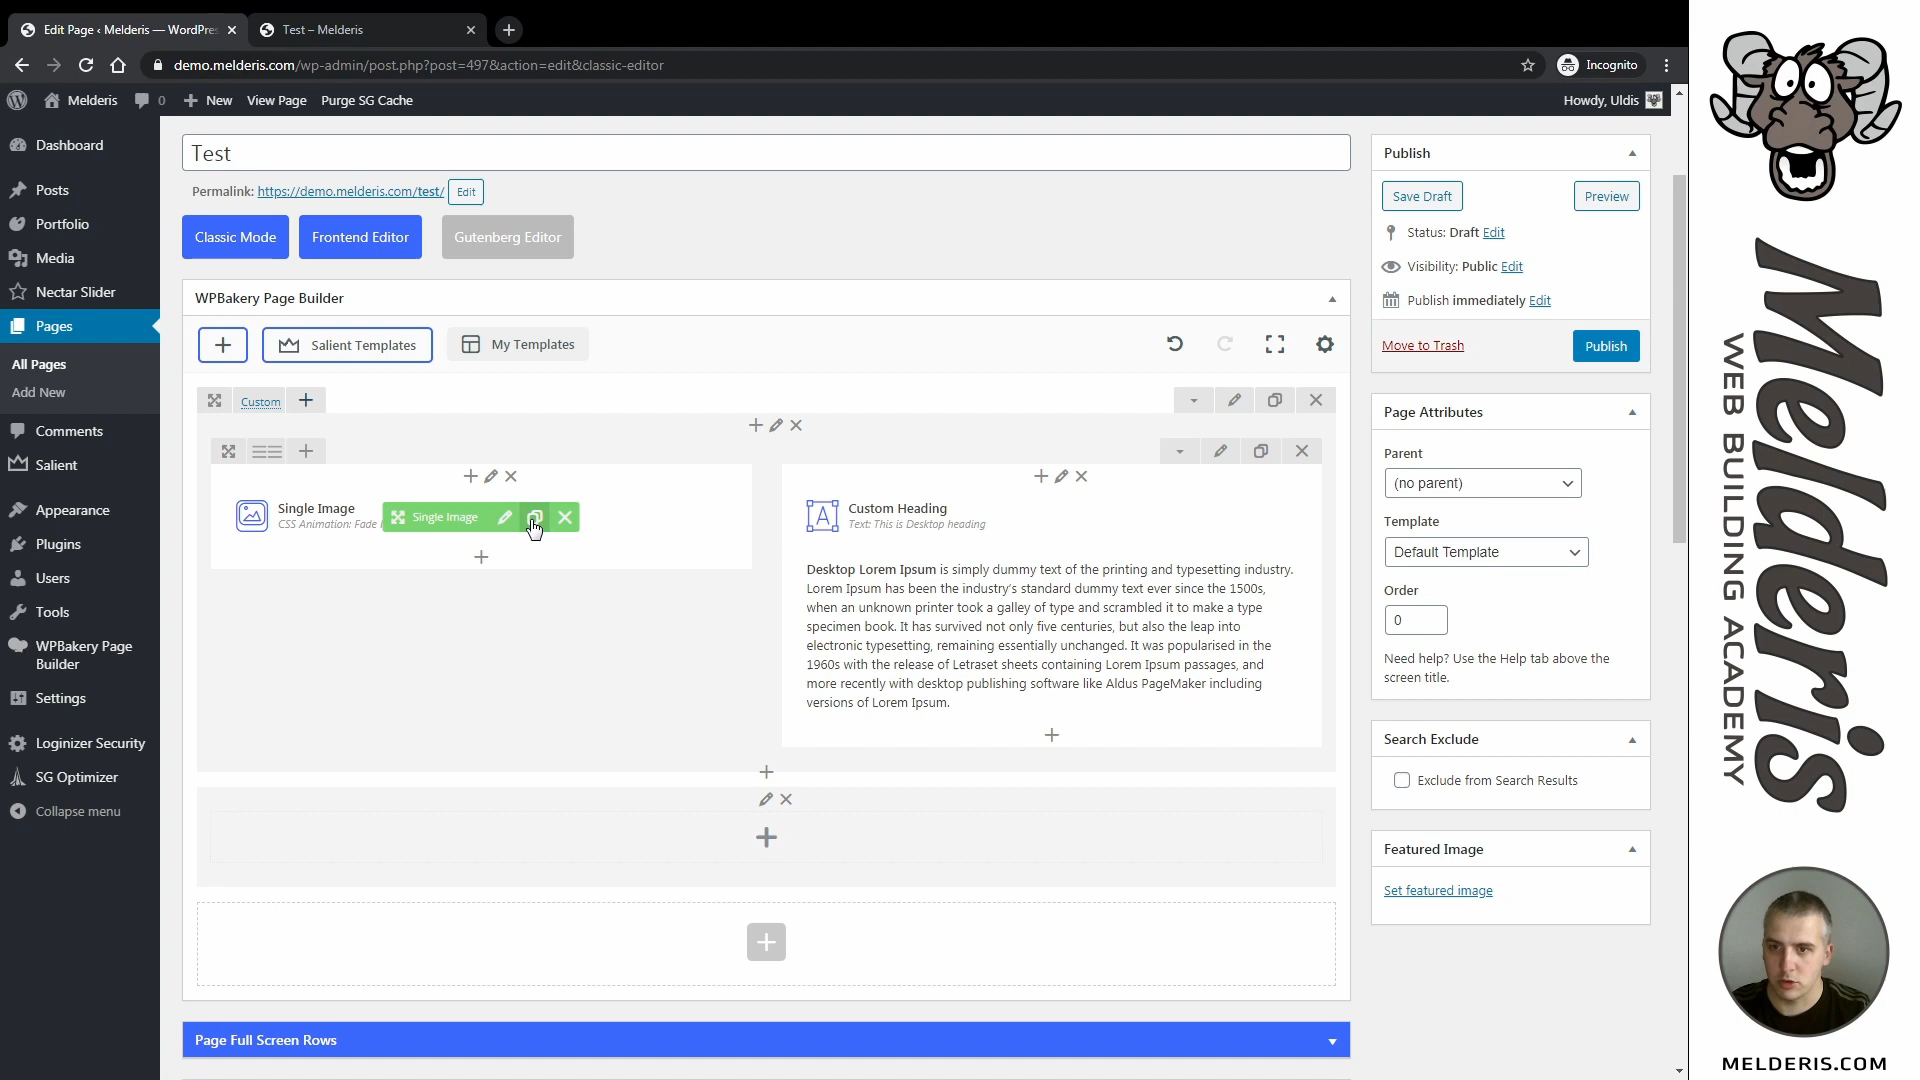 Edit Page ‹ Melderis — WordPres
Test – Melderis
demo.melderis.com/wp-admin/post.php?post=497&action=edit&classic-editor
Incognito
Melderis
0
New
View Page
Purge SG Cache
Howdy, Uldis
Dashboard
Posts
Portfolio
Media
Nectar Slider
Pages
All Pages
Add New
Comments
Salient
Appearance
Plugins
Users
Tools
WPBakery Page
Builder
Settings
Loginizer Security
SG Optimizer
Collapse menu
Test
Permalink: https://demo.melderis.com/test/ Edit
Classic Mode
Frontend Editor
Gutenberg Editor
WPBakery Page Builder
Salient Templates
My Templates
Custom
Single Image
CSS Animation: Fade
Single Image
Custom Heading
Text: This is Desktop heading
Desktop Lorem Ipsum is simply dummy text of the printing and typesetting industry.
Lorem Ipsum has been the industry's standard dummy text ever since the 1500s,
when an unknown printer took a galley of type and scrambled it to make a type
specimen book. It has survived not only five centuries, but also the leap into
electronic typesetting, remaining essentially unchanged. It was popularised in the
1960s with the release of Letraset sheets containing Lorem Ipsum passages, and
more recently with desktop publishing software like Aldus PageMaker including
versions of Lorem Ipsum.
Page Full Screen Rows
Publish
Save Draft
Preview
Status: Draft Edit
Visibility: Public Edit
Publish immediately Edit
Move to Trash
Publish
Page Attributes
Parent
(no parent)
Template
Default Template
Order
0
Need help? Use the Help tab above the
screen title.
Search Exclude
Exclude from Search Results
Featured Image
Set featured image
Melderis
WEB BUILDING ACADEMY
MELDERIS.COM